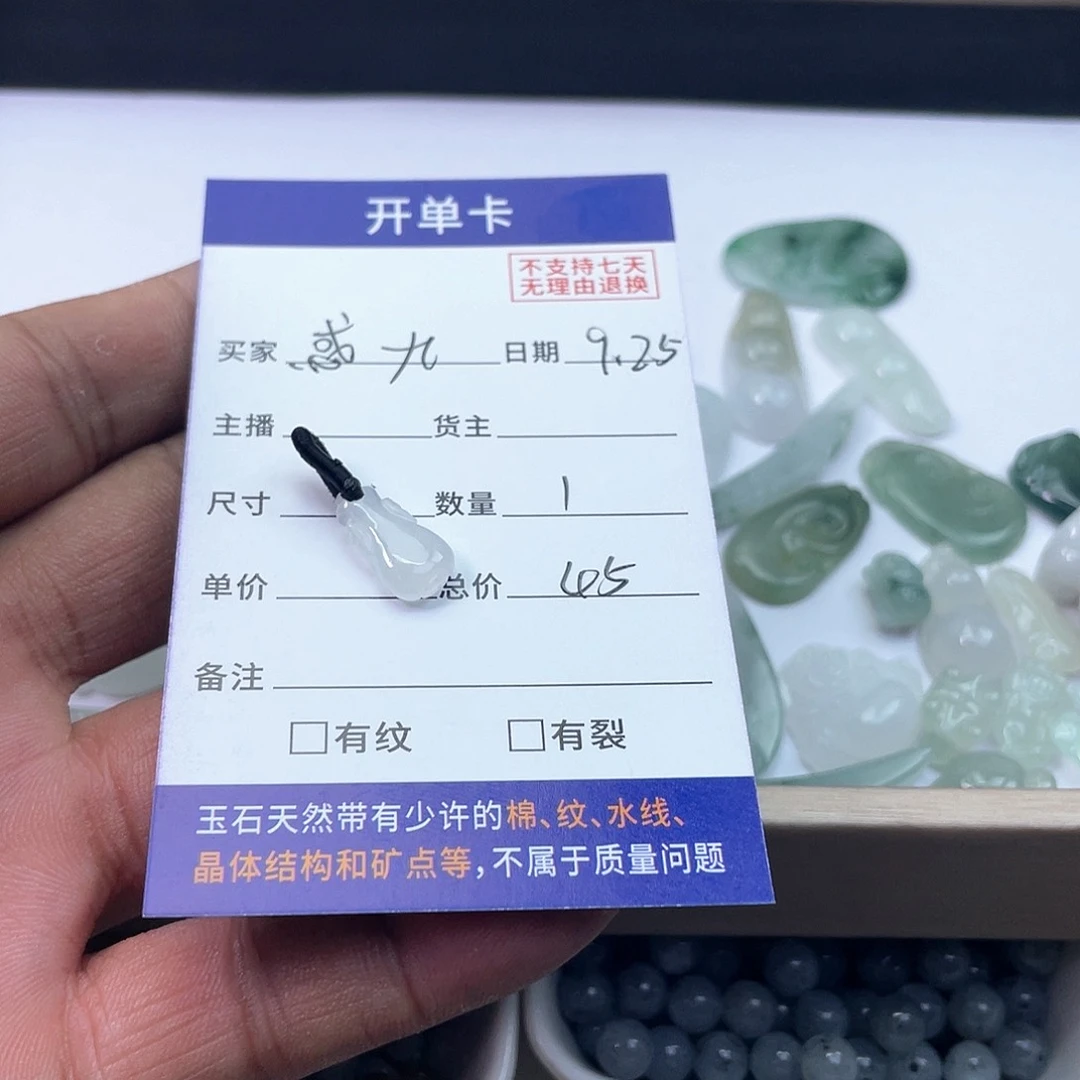 开单卡
不支持七天
无理由退换
买家 惑九 日期 9.25
主播 货主
尺寸 数量 1
单价 总价 405
备注
□有纹 □有裂
玉石天然带有少许的棉、纹、水线、
晶体结构和矿点等,不属于质量问题